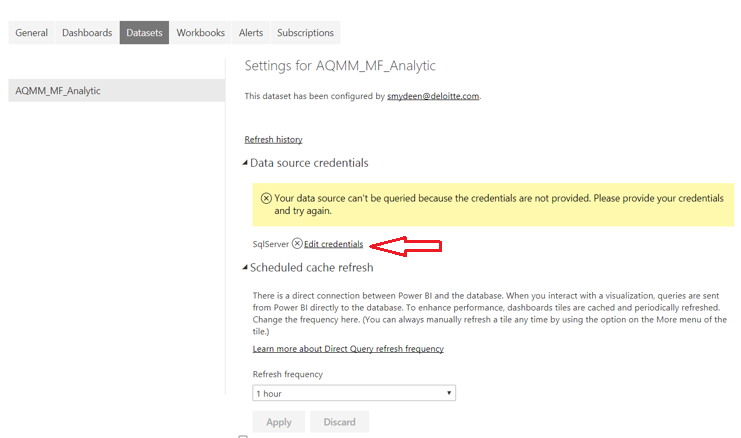 General Dashboards Datasets Workbooks Alerts Subscriptions
AQMM_MF_Analytic
Settings for AQMM_MF_Analytic
This dataset has been configured by smydeen@deloitte.com.
Refresh history
Data source credentials
Your data source can't be queried because the credentials are not provided. Please provide your credentials
and try again.
SqlServer Edit credentials
Scheduled cache refresh
There is a direct connection between Power BI and the database. When you interact with a visualization, queries are sent
from Power BI directly to the database. To enhance performance, dashboards tiles are cached and periodically refreshed.
Change the frequency here. (You can always manually refresh a tile any time by using the option on the More menu of the
tile.)
Learn more about Direct Query refresh frequency
Refresh frequency
1 hour
Apply Discard